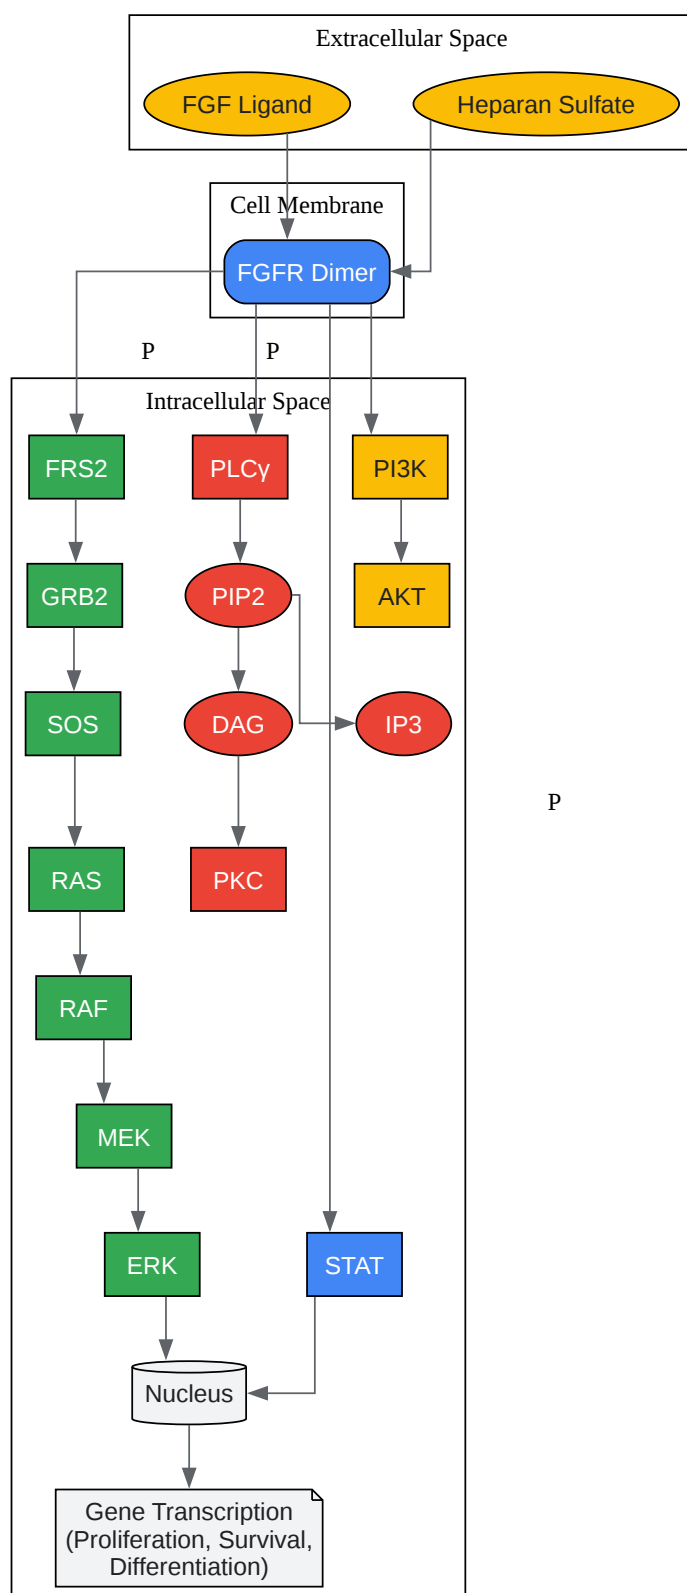 Extracellular Space
FGF Ligand
Heparan Sulfate
Cell Membrane
FGFR Dimer
P
P
Intracellular Space
FRS2
PLCγ
PI3K
GRB2
PIP2
AKT
SOS
DAG
IP3
P
RAS
PKC
RAF
MEK
ERK
STAT
Nucleus
Gene Transcription
(Proliferation, Survival,
Differentiation)